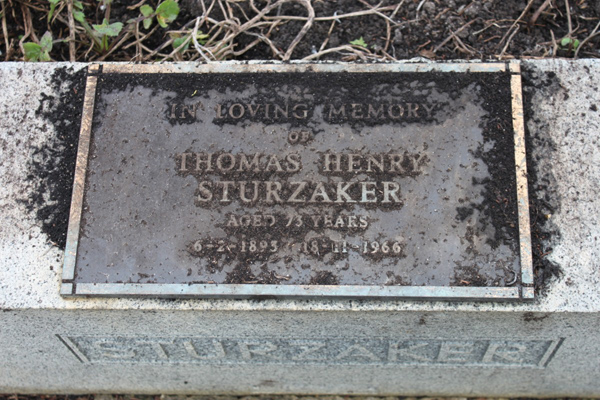 IN LOVING MEMORY
OF
THOMAS HENRY
STURZAKER
AGED 73 YEARS
6-2-1893 / 18-11-1966
STURZAKER